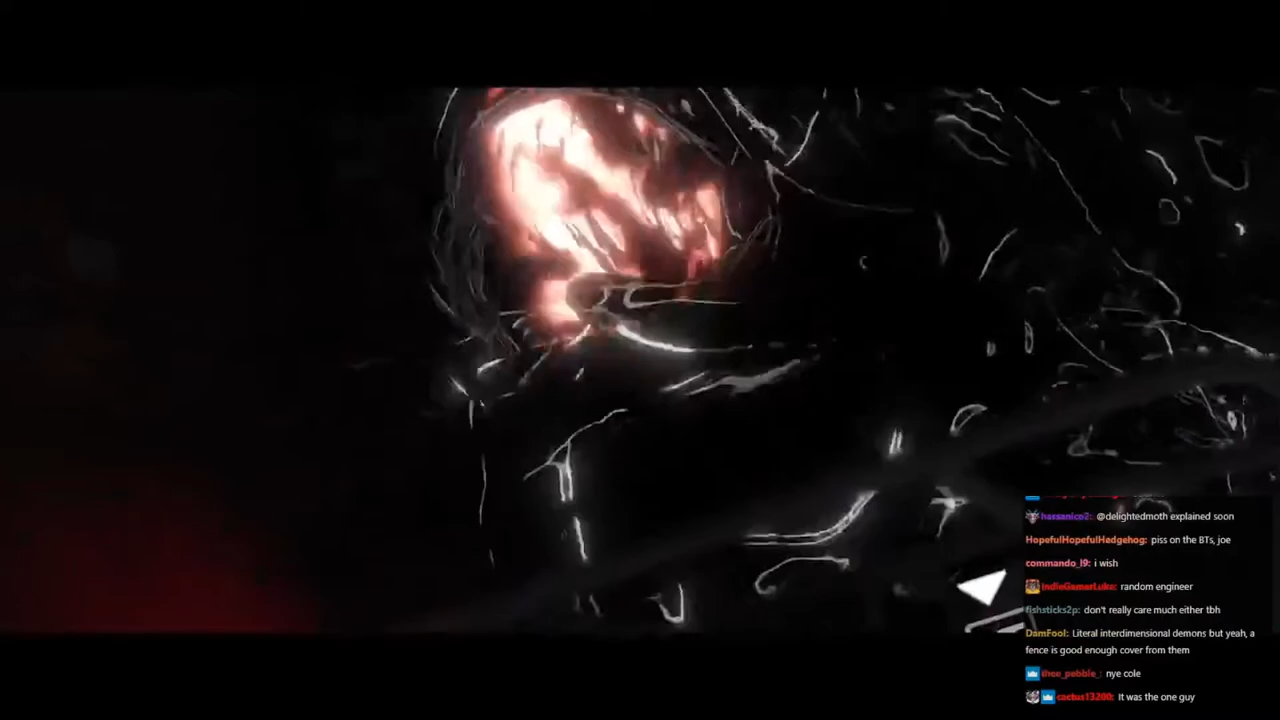 harsanico2: @delightedmoth explained soon
HopefulHopefulHedgehog: piss on the BTs, joe
commando_l9: i wish
IndieGamerLuke: random engineer
fishsticks2p: don't really care much either tbh
DamFool: Literal interdimensional demons but yeah, a
fence is good enough cover from them
thee_pebble_: nye cole
cactus13200: It was the one guy